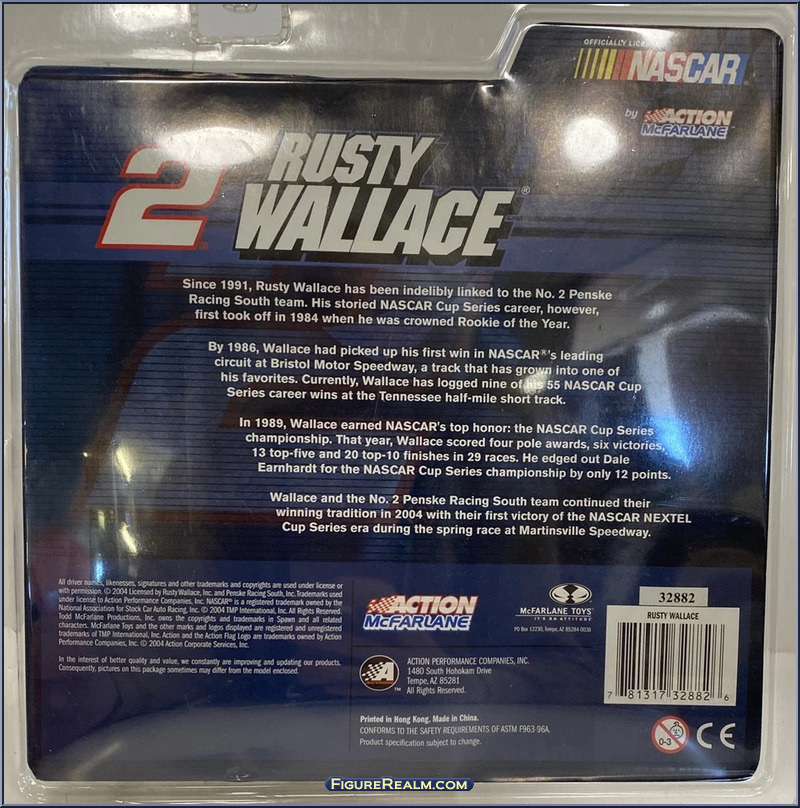 OFFICIALLY
NASCAR
by ACTION
McFARLANE™
2 RUSTY
WALLACE®
Since 1991, Rusty Wallace has been indelibly linked to the No. 2 Penske
Racing South team. His storied NASCAR Cup Series career, however,
first took off in 1984 when he was crowned Rookie of the Year.
By 1986, Wallace had picked up his first win in NASCAR®'s leading
circuit at Bristol Motor Speedway, a track that has grown into one of
his favorites. Currently, Wallace has logged nine of his 55 NASCAR Cup
Series career wins at the Tennessee half-mile short track.
In 1989, Wallace earned NASCAR's top honor: the NASCAR Cup Series
championship. That year, Wallace scored four pole awards, six victories,
13 top-five and 20 top-10 finishes in 29 races. He edged out Dale
Earnhardt for the NASCAR Cup Series championship by only 12 points.
Wallace and the No. 2 Penske Racing South team continued their
winning tradition in 2004 with their first victory of the NASCAR NEXTEL
Cup Series era during the spring race at Martinsville Speedway.
All driver names, likenesses, signatures and other trademarks and copyrights are used under license or
with permission. © 2004 Licensed by Rusty Wallace, Inc. and Penske Racing South, Inc. Trademarks used
under license to Action Performance Companies, Inc. NASCAR® is a registered trademark owned by the
National Association for Stock Car Auto Racing, Inc. © 2004 TMP International, Inc. All Rights Reserved.
Todd McFarlane Productions, Inc. owns the copyrights and trademarks in Spawn and all related
characters. McFarlane Toys and the other marks and logos displayed are registered and unregistered
trademarks of TMP International, Inc. Action and the Action Flag Logo are trademarks owned by Action
Performance Companies, Inc. © 2004 Action Corporate Services, Inc.
In the interest of better quality and value, we constantly are improving and updating our products.
Consequently, pictures on this package sometimes may differ from the model enclosed.
ACTION
McFARLANE
McFARLANE TOYS™
IT'S AN ATTITUDE
PO Box 12230, Tempe, AZ 85284-0038
32882
RUSTY WALLACE
7 81317 32882 6
ACTION PERFORMANCE COMPANIES, INC.
1480 South Hohokam Drive
Tempe, AZ 85281
™ All Rights Reserved.
Printed in Hong Kong. Made in China.
CONFORMS TO THE SAFETY REQUIREMENTS OF ASTM F963-96A.
Product specification subject to change.
0-3
CE
FIGUREREALM.COM